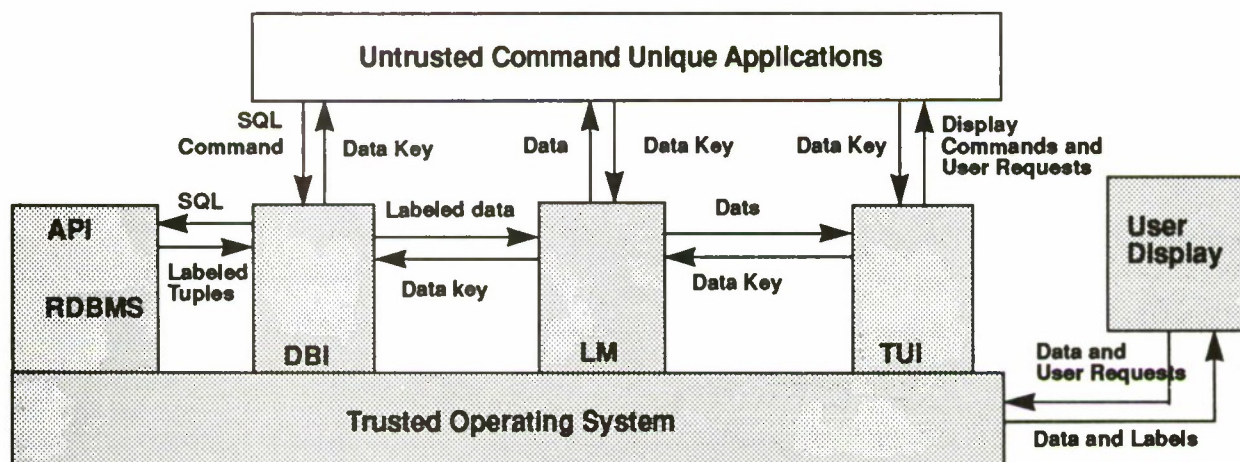 Untrusted Command Unique Applications
SQL
Command
Data Key
Data
Data Key
Data Key
Display
Commands and
User Requests
API
RDBMS
SQL
Labeled
Tuples
DBI
Labeled data
Data key
LM
Dats
Data Key
TUI
User
Display
Data and
User Requests
Data and Labels
Trusted Operating System